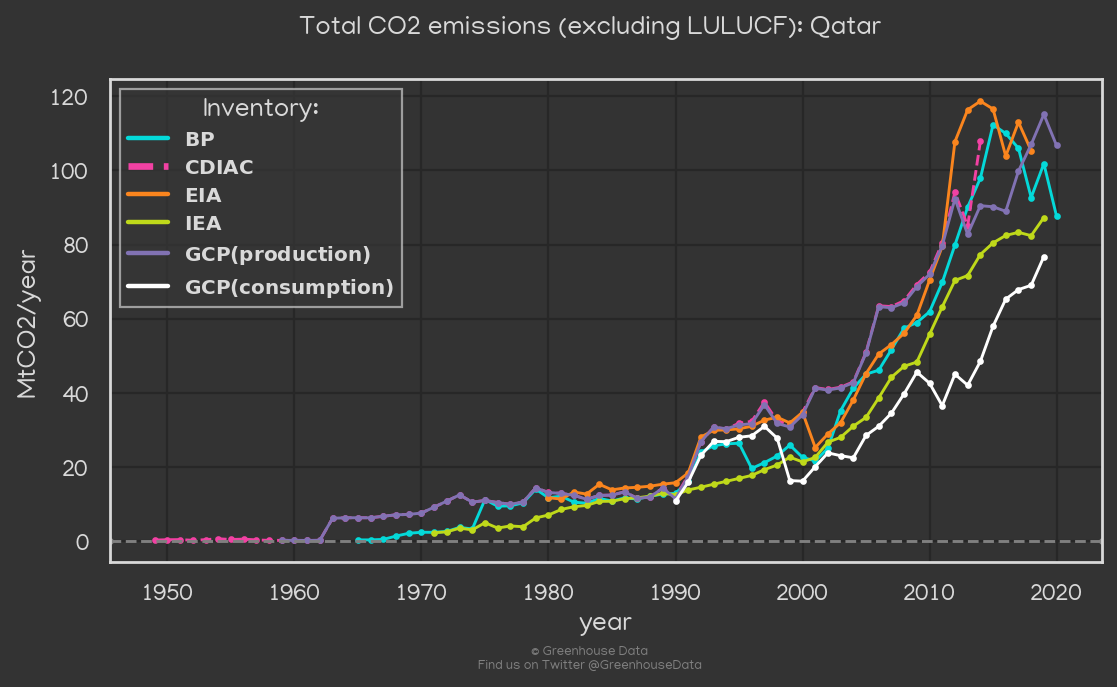 Total CO2 emissions (excluding LULUCF): Qatar
Inventory:
BP
CDIAC
EIA
IEA
GCP(production)
GCP(consumption)
MtCO2/year
120
100
80
60
40
20
0
1950
1960
1970
1980
1990
2000
2010
2020
year
© Greenhouse Data
Find us on Twitter @GreenhouseData